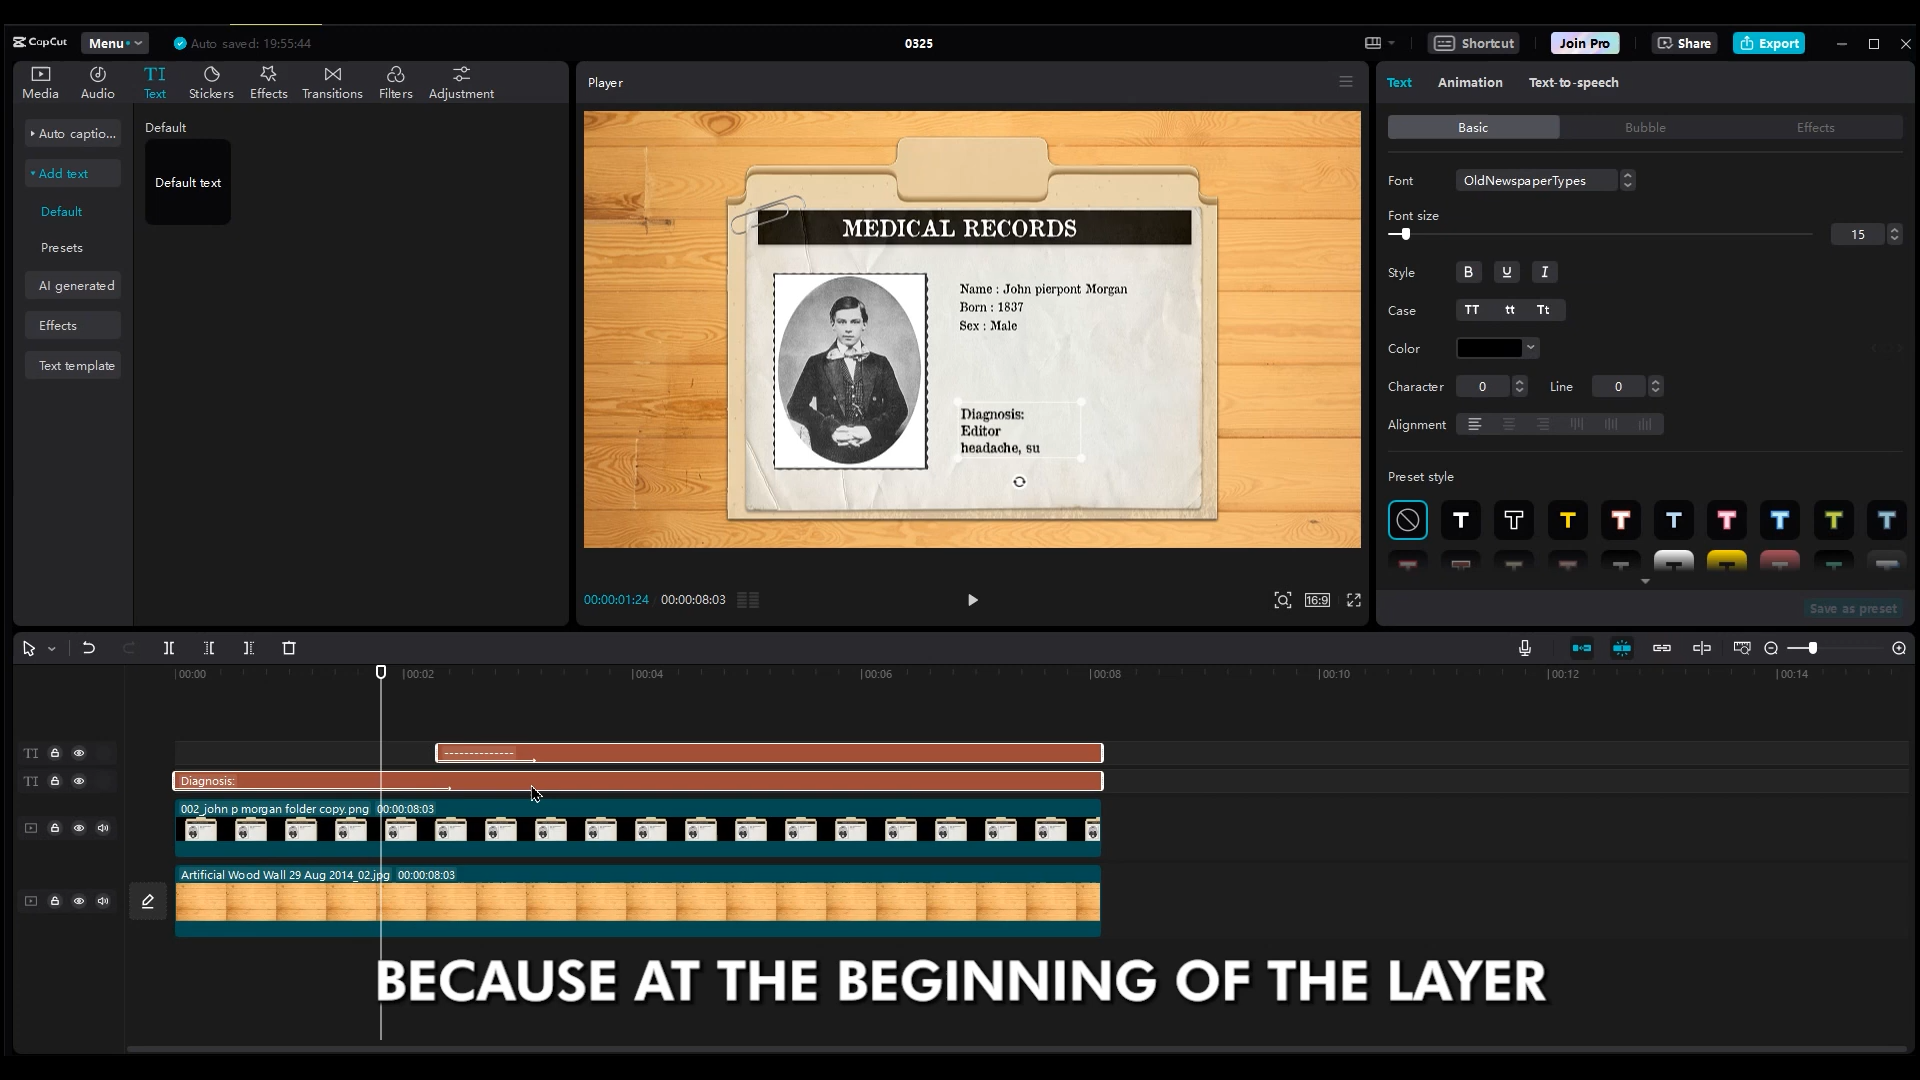 CapCut
Menu
Auto saved: 19:55:44
0325
Shortcut
Join Pro
Share
Export
Media
Audio
TI
Text
Stickers
Effects
Transitions
Filters
Adjustment
Auto captio...
Add text
Default
Presets
AI generated
Effects
Text template
Default
Default text
Player
MEDICAL RECORDS
Name : John pierpont Morgan
Born : 1837
Sex : Male
Diagnosis:
Editor
headache, su
00:00:01:24
00:00:08:03
16:9
Text
Animation
Text-to-speech
Basic
Bubble
Effects
Font
OldNewspaperTypes
Font size
15
Style
B
U
I
Case
TT
tt
Tt
Color
Character
0
Line
0
Alignment
Preset style
T T T T T T T T T
Save as preset
00:00
00:02
00:04
00:06
00:08
00:10
00:12
00:14
TI
--------------
TI
Diagnosis:
002_john p morgan folder copy.png 00:00:08:03
Artificial Wood Wall 29 Aug 2014_02.jpg 00:00:08:03
BECAUSE AT THE BEGINNING OF THE LAYER